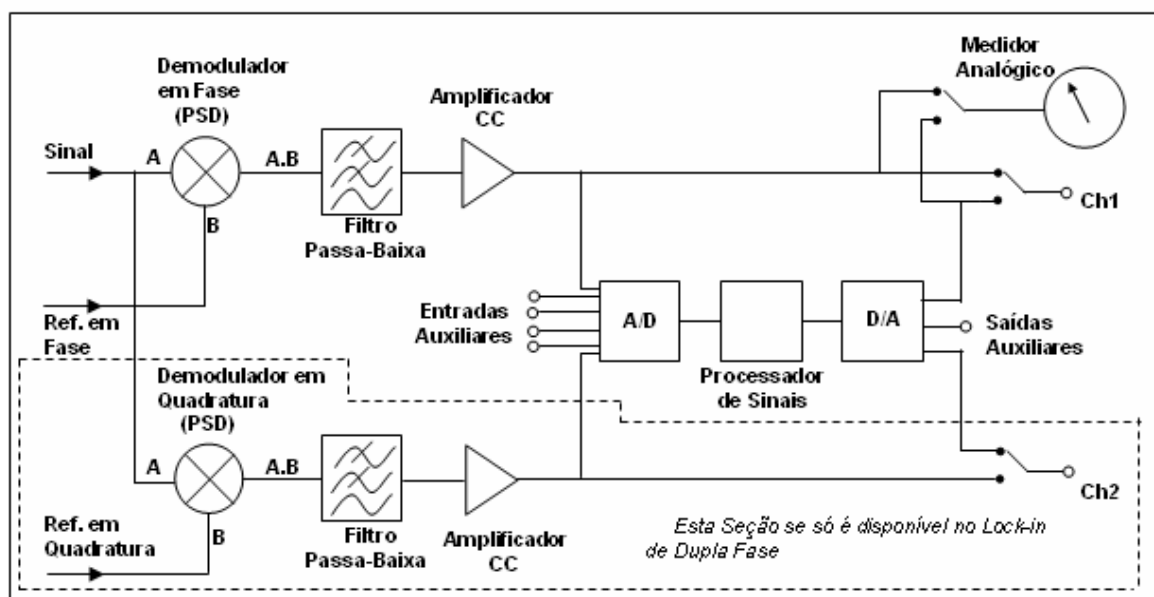 Demodulador
em Fase
(PSD)
Medidor
Analógico
Amplificador
CC
Sinal
A
A.B
B
Filtro
Passa-Baixa
Ch1
Ref. em
Fase
Entradas
Auxiliares
A/D
Processador
de Sinais
D/A
Saídas
Auxiliares
Demodulador em
Quadratura
(PSD)
A
A.B
B
Filtro
Passa-Baixa
Amplificador
CC
Ch2
Ref. em
Quadratura
Esta Seção se só é disponível no Lock-in
de Dupla Fase